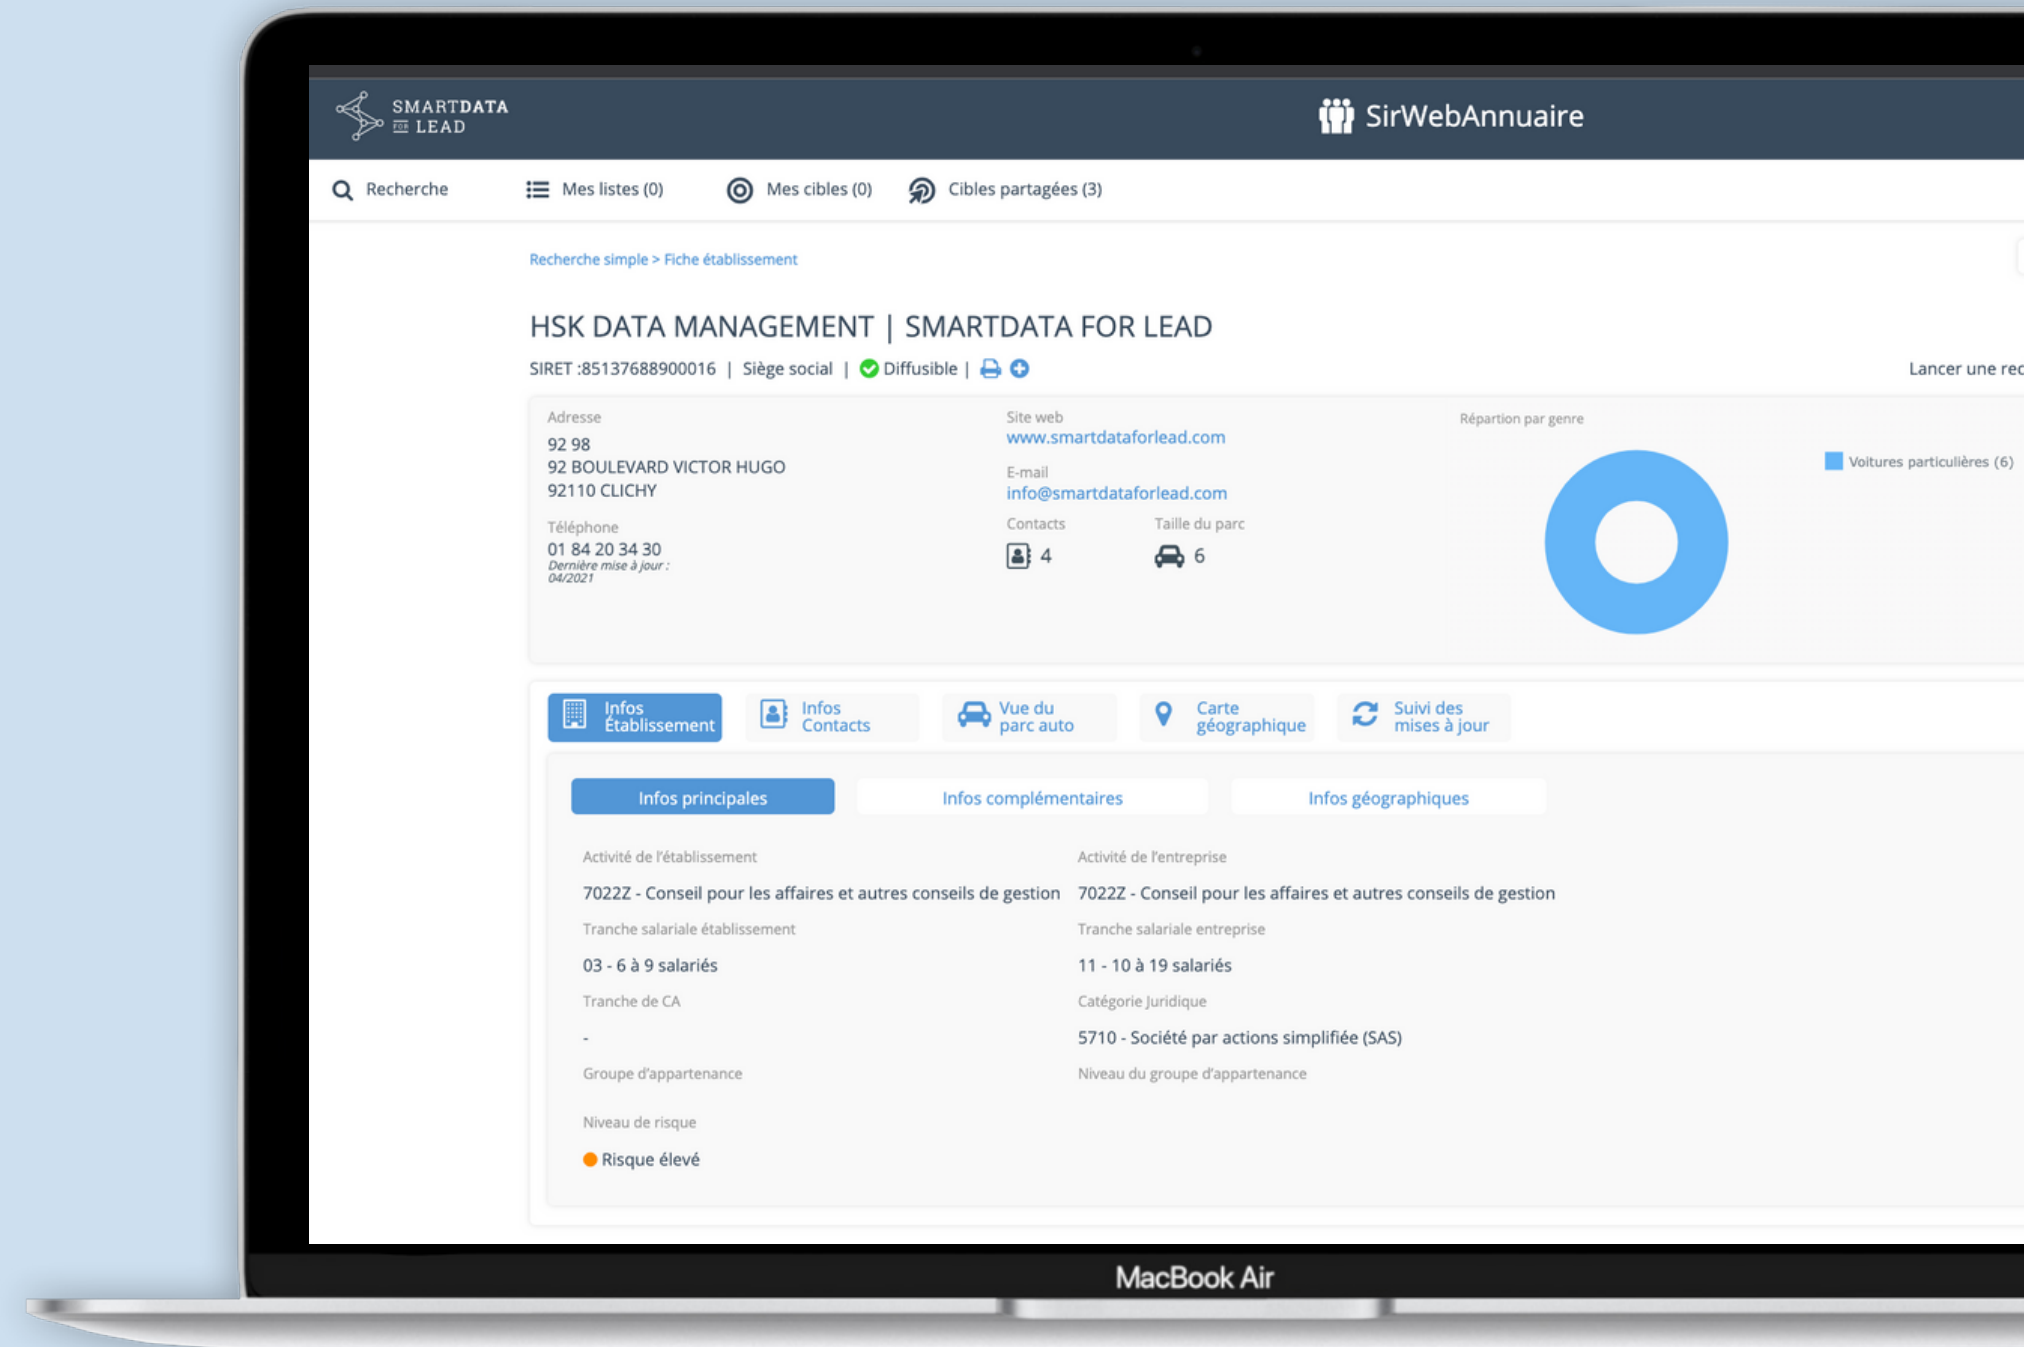 SMARTDATA
FOR LEAD
SirWebAnnuaire
Recherche
Mes listes (0)
Mes cibles (0)
Cibles partagées (3)
Recherche simple > Fiche établissement
HSK DATA MANAGEMENT | SMARTDATA FOR LEAD
SIRET :85137688900016 | Siège social | Diffusible |
Lancer une rec
Adresse
92 98
92 BOULEVARD VICTOR HUGO
92110 CLICHY
Téléphone
01 84 20 34 30
Dernière mise à jour :
04/2021
Site web
www.smartdataforlead.com
E-mail
info@smartdataforlead.com
Contacts
4
Taille du parc
6
Répartion par genre
Voitures particulières (6)
Infos
Établissement
Infos
Contacts
Vue du
parc auto
Carte
géographique
Suivi des
mises à jour
Infos principales
Infos complémentaires
Infos géographiques
Activité de l'établissement
7022Z - Conseil pour les affaires et autres conseils de gestion
Activité de l'entreprise
7022Z - Conseil pour les affaires et autres conseils de gestion
Tranche salariale établissement
03 - 6 à 9 salariés
Tranche salariale entreprise
11 - 10 à 19 salariés
Tranche de CA
-
Catégorie Juridique
5710 - Société par actions simplifiée (SAS)
Groupe d'appartenance
Niveau du groupe d'appartenance
Niveau de risque
Risque élevé
MacBook Air